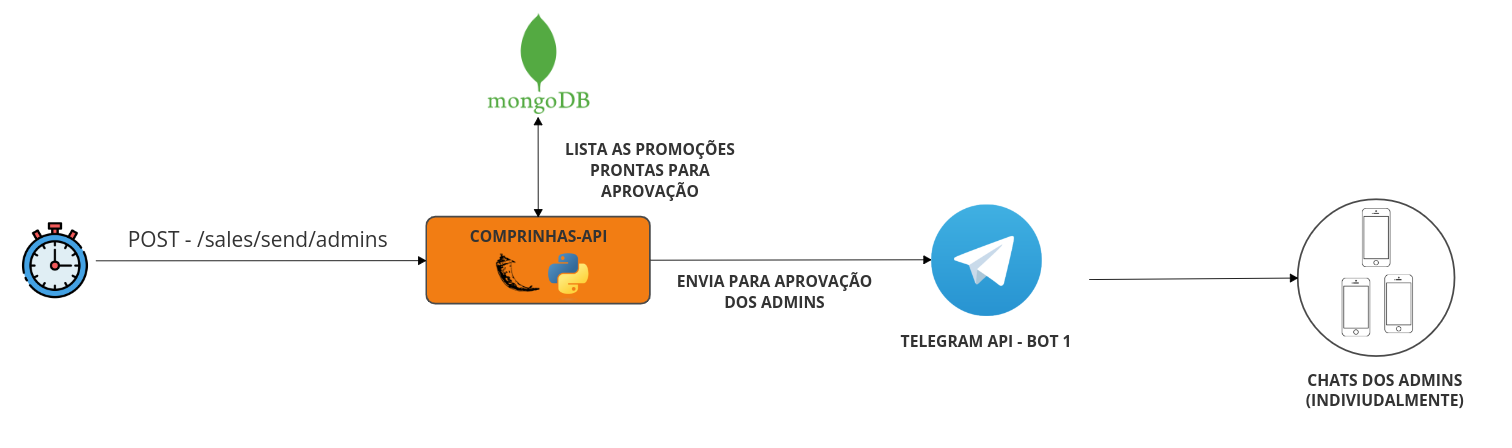 mongoDB
LISTA AS PROMOÇÕES
PRONTAS PARA
APROVAÇÃO
POST - /sales/send/admins
COMPRINHAS-API
ENVIA PARA APROVAÇÃO
DOS ADMINS
TELEGRAM API - BOT 1
CHATS DOS ADMINS
(INDIVIUDALMENTE)